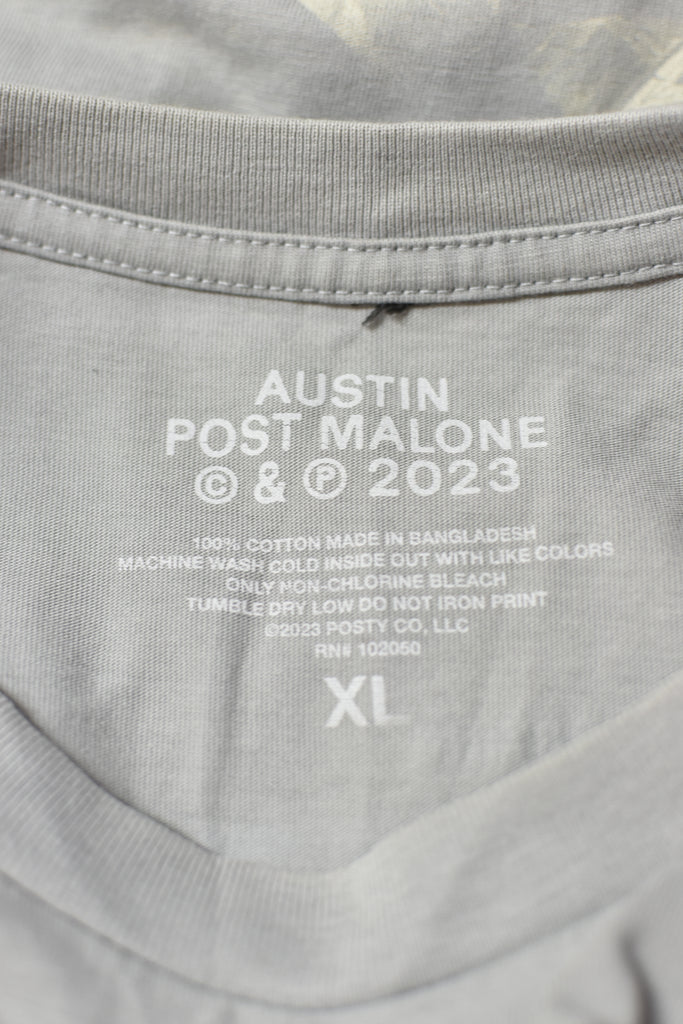 AUSTIN
POST MALONE
© & ℗ 2023
100% COTTON MADE IN BANGLADESH
MACHINE WASH COLD INSIDE OUT WITH LIKE COLORS
ONLY NON-CHLORINE BLEACH
TUMBLE DRY LOW DO NOT IRON PRINT
©2023 POSTY CO, LLC
RN# 102050
XL